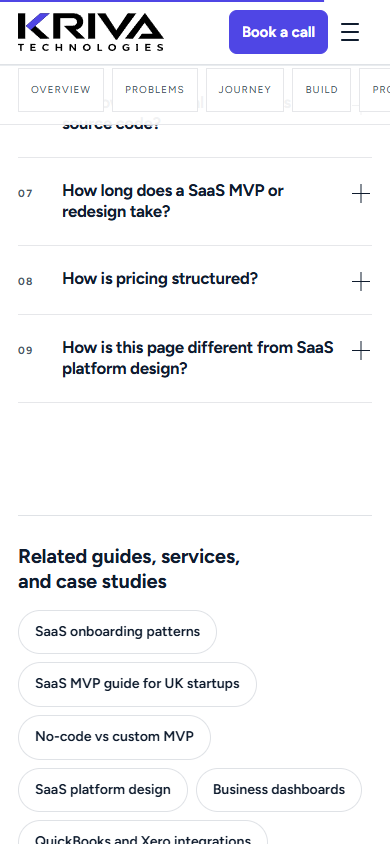 KRIVA
TECHNOLOGIES
Book a call
OVERVIEW
PROBLEMS
JOURNEY
BUILD
source code?
07
How long does a SaaS MVP or
redesign take?
08
How is pricing structured?
09
How is this page different from SaaS
platform design?
Related guides, services,
and case studies
SaaS onboarding patterns
SaaS MVP guide for UK startups
No-code vs custom MVP
SaaS platform design
Business dashboards
QuickBooks and Xero integrations